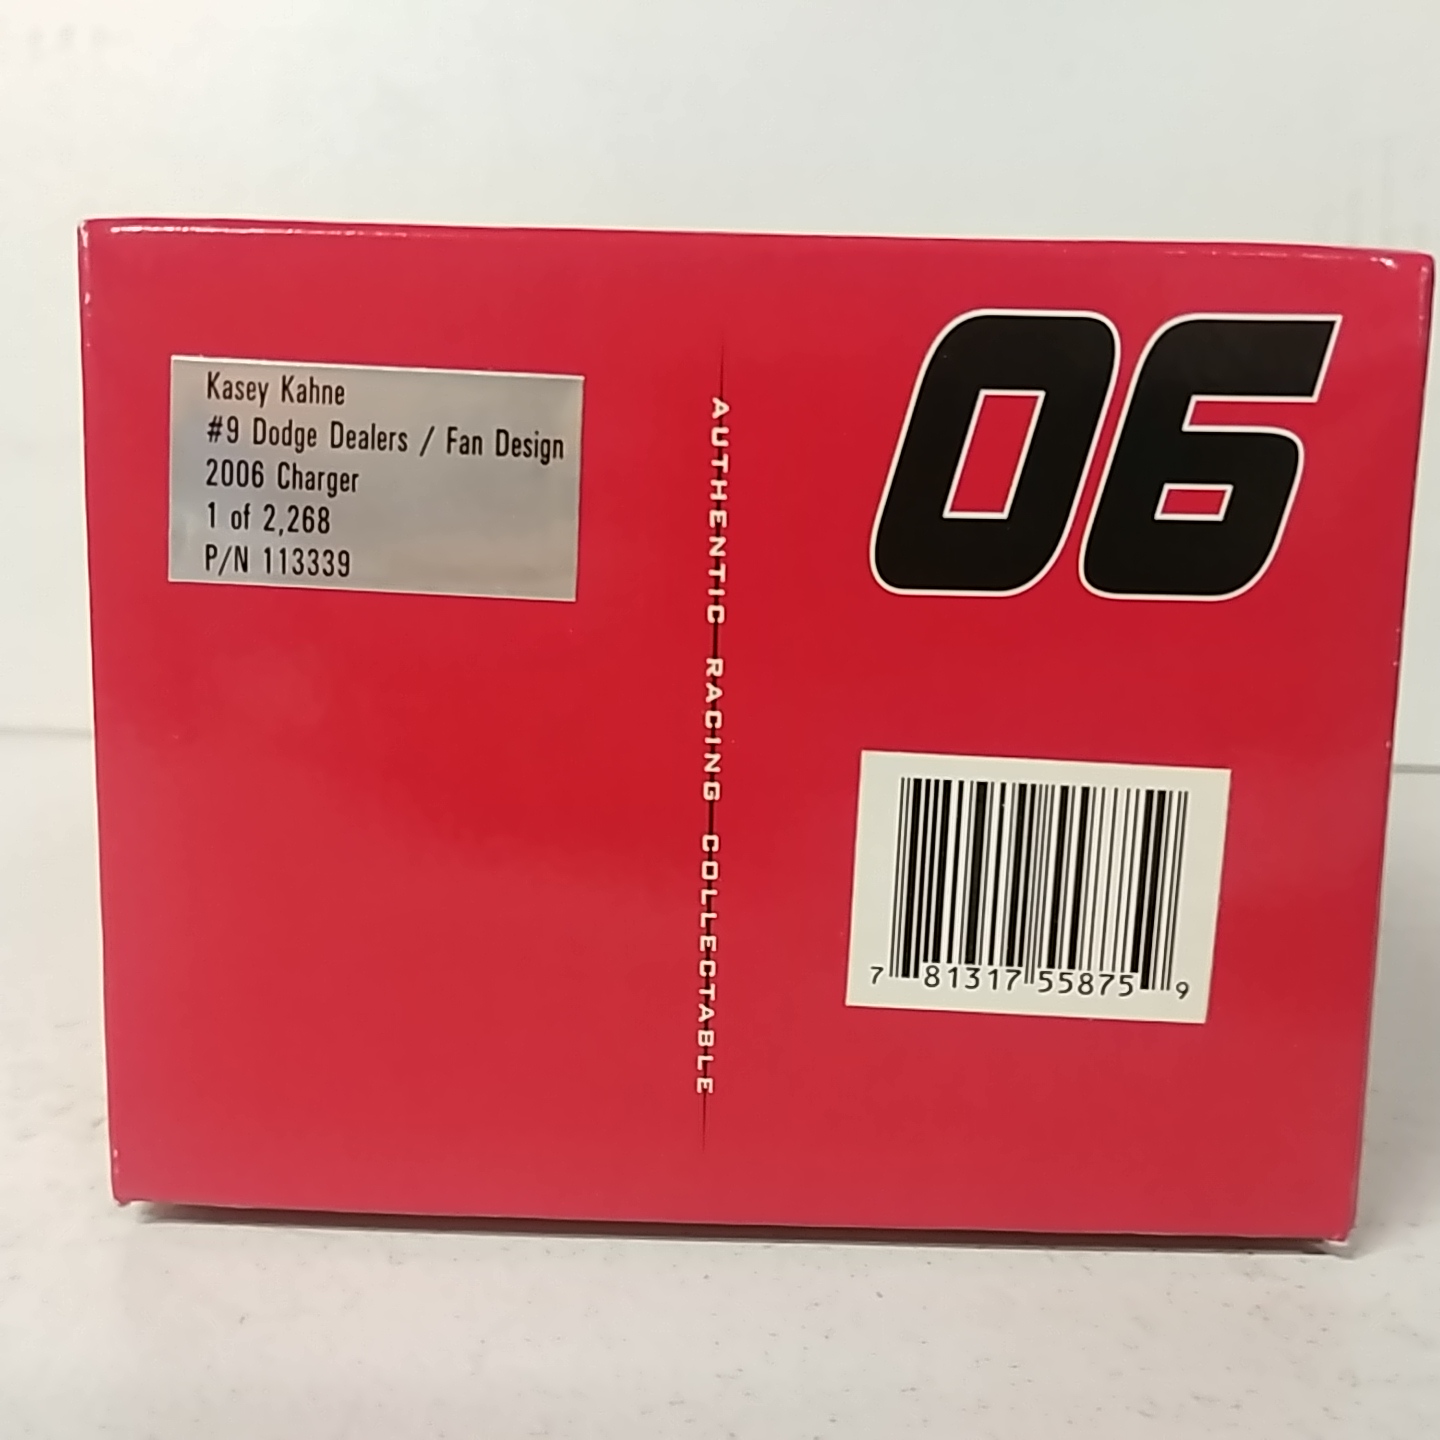 Kasey Kahne
#9 Dodge Dealers / Fan Design
2006 Charger
1 of 2,268
P/N 113339
AUTHENTIC RACING COLLECTABLE
06
7 81317 55875 9